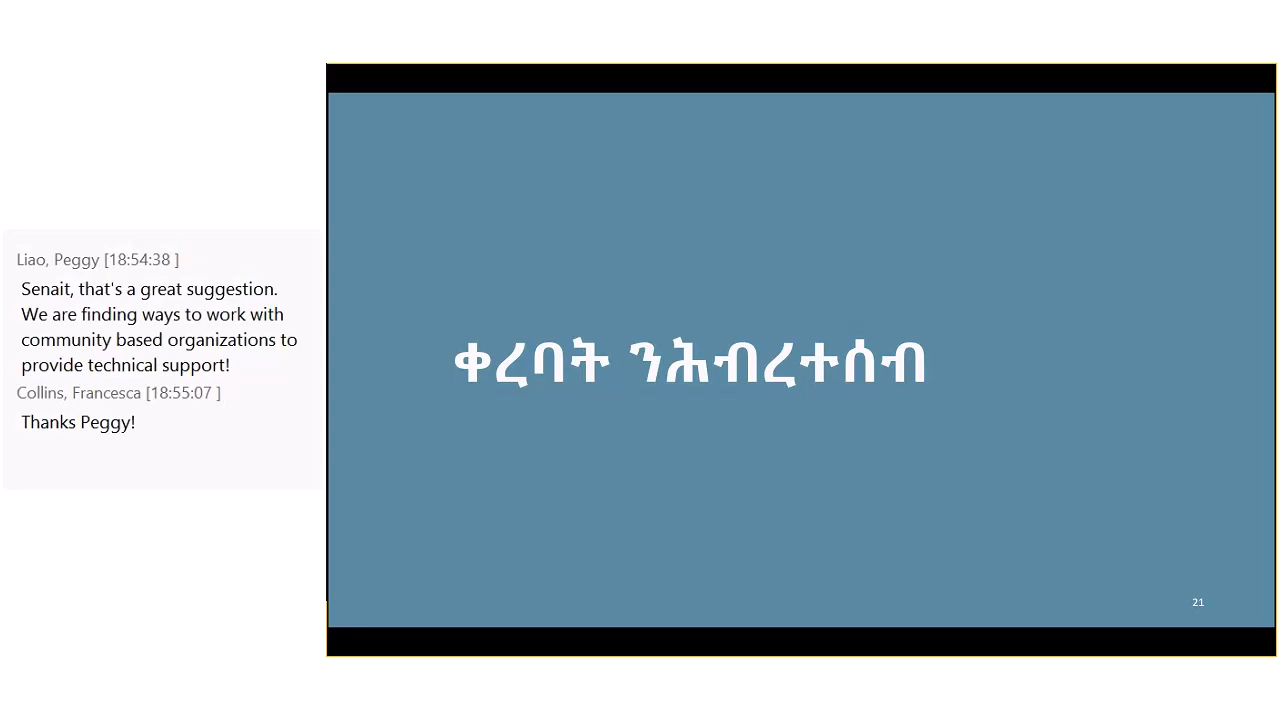 Liao, Peggy [18:54:38 ]
Senait, that's a great suggestion.
We are finding ways to work with
community based organizations to
provide technical support!
Collins, Francesca [18:55:07 ]
Thanks Peggy!
ቀረባት ንሕብረተሰብ
21